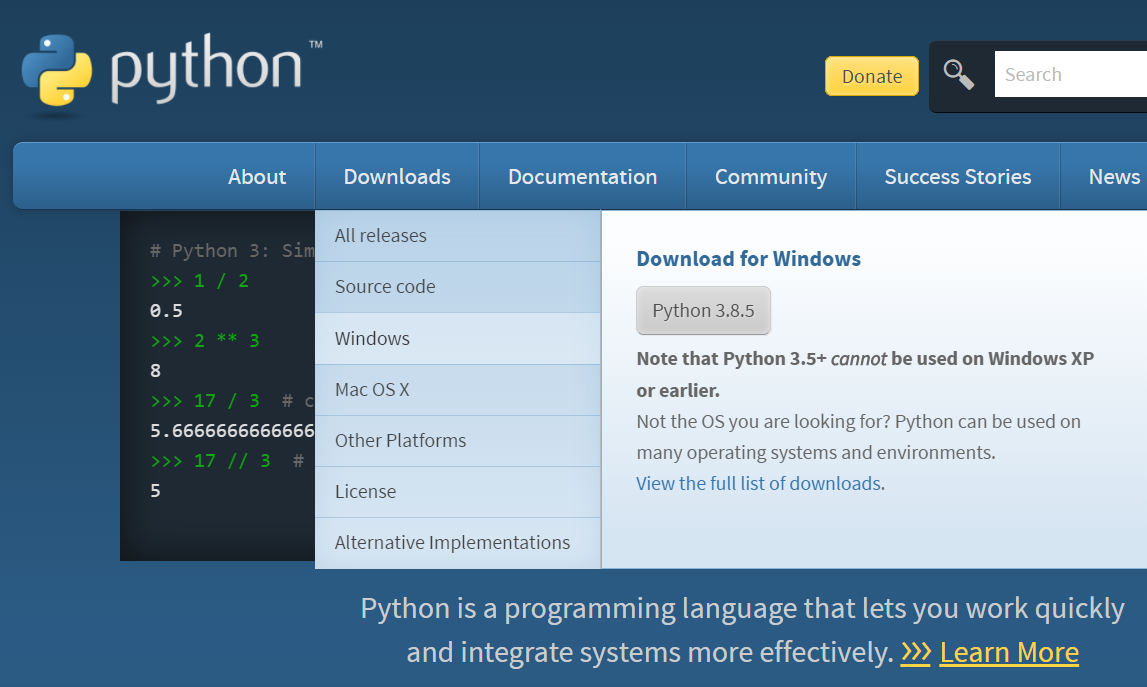 python™
Donate
Search
About
Downloads
Documentation
Community
Success Stories
News
# Python 3: Sim
>>> 1 / 2
0.5
>>> 2 ** 3
8
>>> 17 / 3 # c
5.6666666666666
>>> 17 // 3 #
5
All releases
Source code
Windows
Mac OS X
Other Platforms
License
Alternative Implementations
Download for Windows
Python 3.8.5
Note that Python 3.5+ cannot be used on Windows XP
or earlier.
Not the OS you are looking for? Python can be used on
many operating systems and environments.
View the full list of downloads.
Python is a programming language that lets you work quickly
and integrate systems more effectively. >>> Learn More